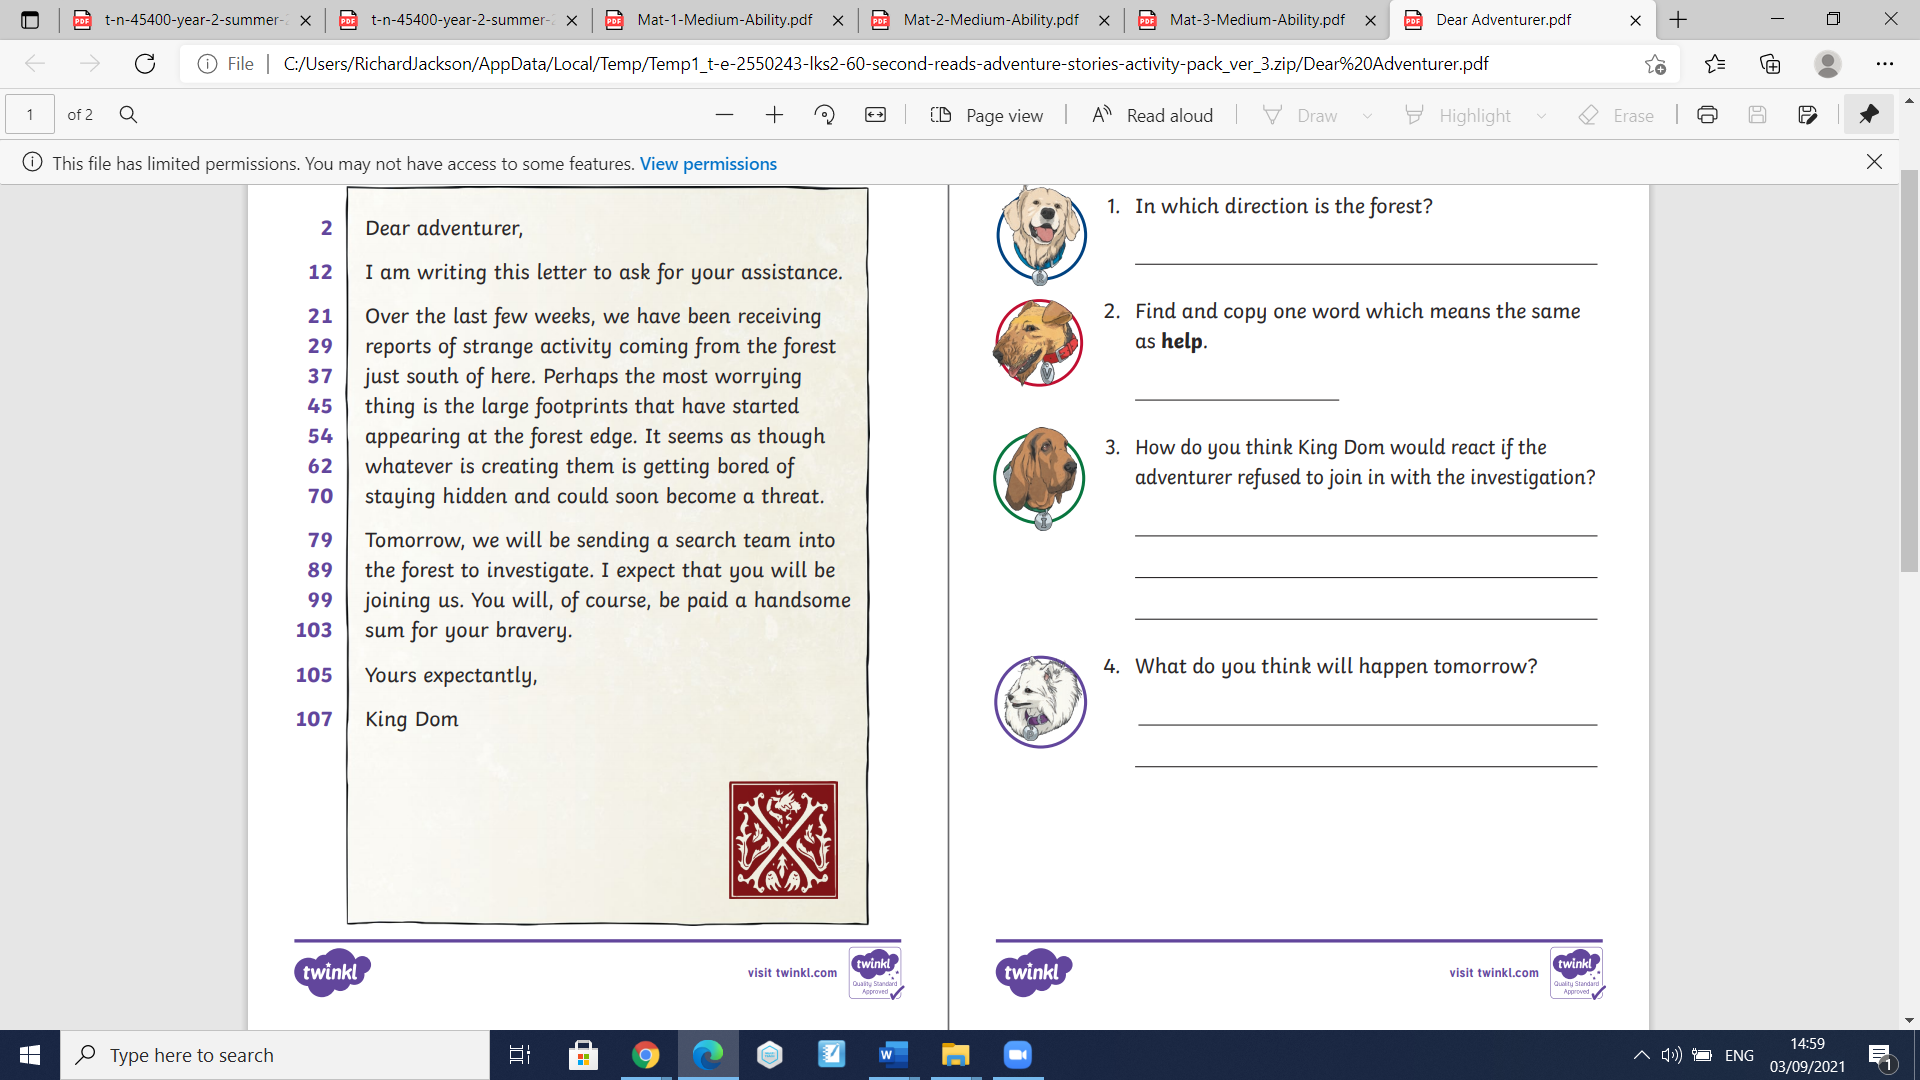 t-n-45400-year-2-summer-2
t-n-45400-year-2-summer-2
Mat-1-Medium-Ability.pdf
Mat-2-Medium-Ability.pdf
Mat-3-Medium-Ability.pdf
Dear Adventurer.pdf
File
C:/Users/RichardJackson/AppData/Local/Temp/Temp1_t-e-2550243-lks2-60-second-reads-adventure-stories-activity-pack_ver_3.zip/Dear%20Adventurer.pdf
1 of 2
Page view
Read aloud
Draw
Highlight
Erase
This file has limited permissions. You may not have access to some features. View permissions
2 Dear adventurer,
12 I am writing this letter to ask for your assistance.
21 Over the last few weeks, we have been receiving
29 reports of strange activity coming from the forest
37 just south of here. Perhaps the most worrying
45 thing is the large footprints that have started
54 appearing at the forest edge. It seems as though
62 whatever is creating them is getting bored of
70 staying hidden and could soon become a threat.
79 Tomorrow, we will be sending a search team into
89 the forest to investigate. I expect that you will be
99 joining us. You will, of course, be paid a handsome
103 sum for your bravery.
105 Yours expectantly,
107 King Dom
twinkl
visit twinkl.com
twinkl
Quality Standard
Approved
1. In which direction is the forest?
2. Find and copy one word which means the same
as help.
V
3. How do you think King Dom would react if the
adventurer refused to join in with the investigation?
I
4. What do you think will happen tomorrow?
twinkl
visit twinkl.com
twinkl
Quality Standard
Approved
Type here to search
ENG
14:59
03/09/2021
1